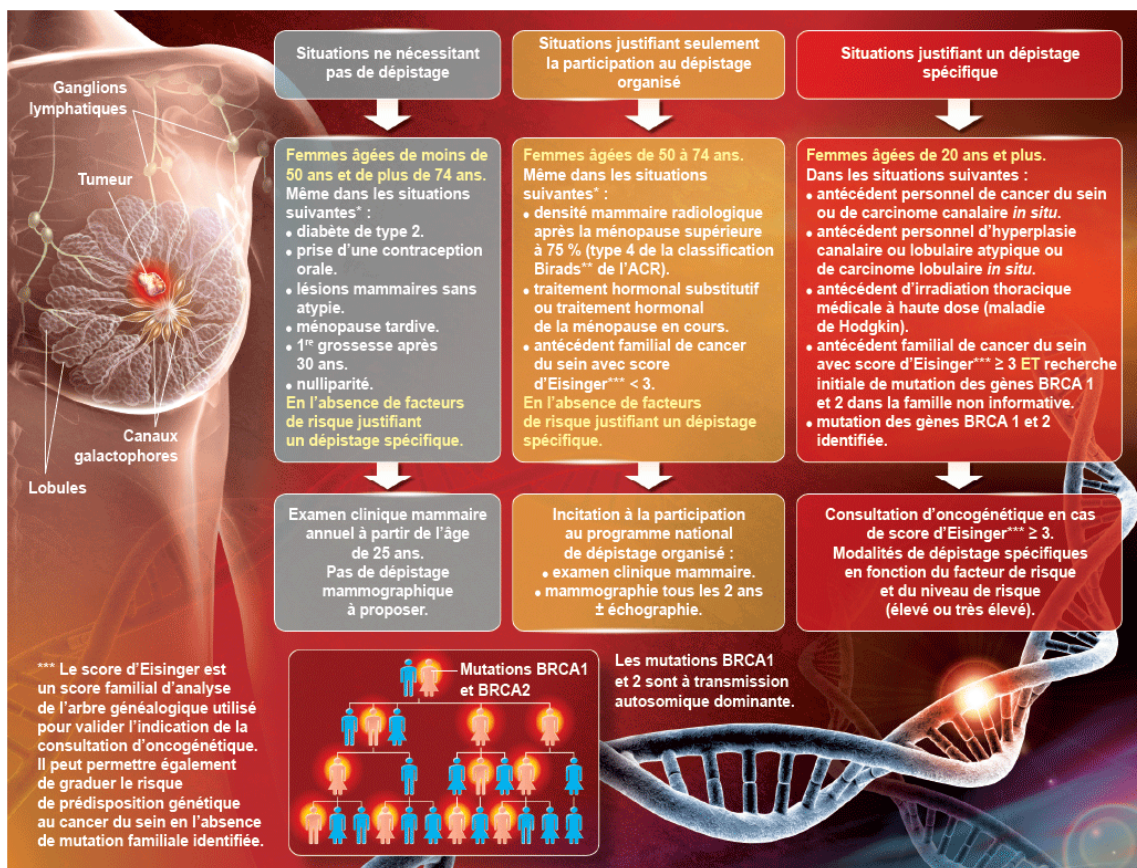 Ganglions
lymphatiques
Tumeur
Canaux
galactophores
Lobules
Situations ne nécessitant
pas de dépistage
Femmes âgées de moins de
50 ans et de plus de 74 ans.
Même dans les situations
suivantes* :
• diabète de type 2.
• prise d'une contraception
orale.
• lésions mammaires sans
atypie.
• ménopause tardive.
• 1re grossesse après
30 ans.
• nulliparité.
En l'absence de facteurs
de risque justifiant
un dépistage spécifique.
Examen clinique mammaire
annuel à partir de l'âge
de 25 ans.
Pas de dépistage
mammographique
à proposer.
Situations justifiant seulement
la participation au dépistage
organisé
Femmes âgées de 50 à 74 ans.
Même dans les situations
suivantes* :
• densité mammaire radiologique
après la ménopause supérieure
à 75 % (type 4 de la classification
Birads** de l'ACR).
• traitement hormonal substitutif
ou traitement hormonal
de la ménopause en cours.
• antécédent familial de cancer
du sein avec score
d'Eisinger*** < 3.
En l'absence de facteurs
de risque justifiant un dépistage
spécifique.
Incitation à la participation
au programme national
de dépistage organisé :
• examen clinique mammaire.
• mammographie tous les 2 ans
± échographie.
Situations justifiant un dépistage
spécifique
Femmes âgées de 20 ans et plus.
Dans les situations suivantes :
• antécédent personnel de cancer du sein
ou de carcinome canalaire in situ.
• antécédent personnel d'hyperplasie
canalaire ou lobulaire atypique ou
de carcinome lobulaire in situ.
• antécédent d'irradiation thoracique
médicale à haute dose (maladie
de Hodgkin).
• antécédent familial de cancer du sein
avec score d'Eisinger*** ≥ 3 ET recherche
initiale de mutation des gènes BRCA 1
et 2 dans la famille non informative.
• mutation des gènes BRCA 1 et 2
identifiée.
Consultation d'oncogénétique en cas
de score d'Eisinger*** ≥ 3.
Modalités de dépistage spécifiques
en fonction du facteur de risque
et du niveau de risque
(élevé ou très élevé).
*** Le score d'Eisinger est
un score familial d'analyse
de l'arbre généalogique utilisé
pour valider l'indication de la
consultation d'oncogénétique.
Il peut permettre également
de graduer le risque
de prédisposition génétique
au cancer du sein en l'absence
de mutation familiale identifiée.
Mutations BRCA1
et BRCA2
Les mutations BRCA1
et 2 sont à transmission
autosomique dominante.